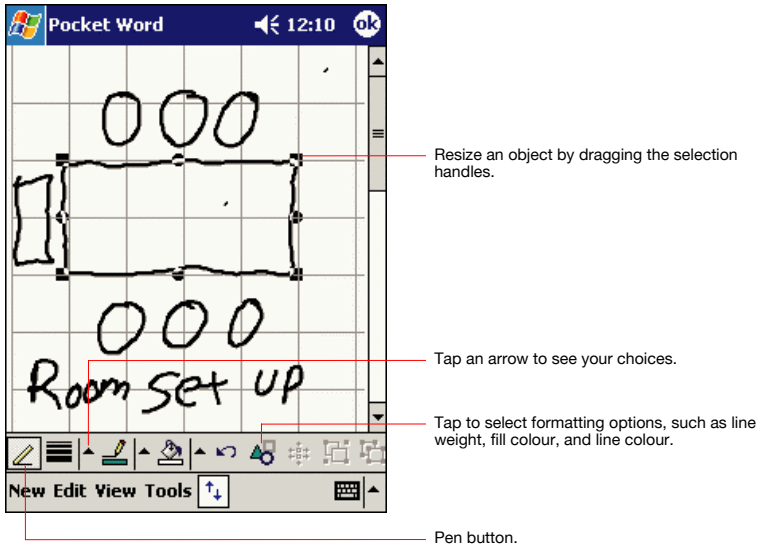 Pocket Word 12:10 ok
Resize an object by dragging the selection
handles.
Room set up
Tap an arrow to see your choices.
Tap to select formatting options, such as line
weight, fill colour, and line colour.
New Edit View Tools
Pen button.